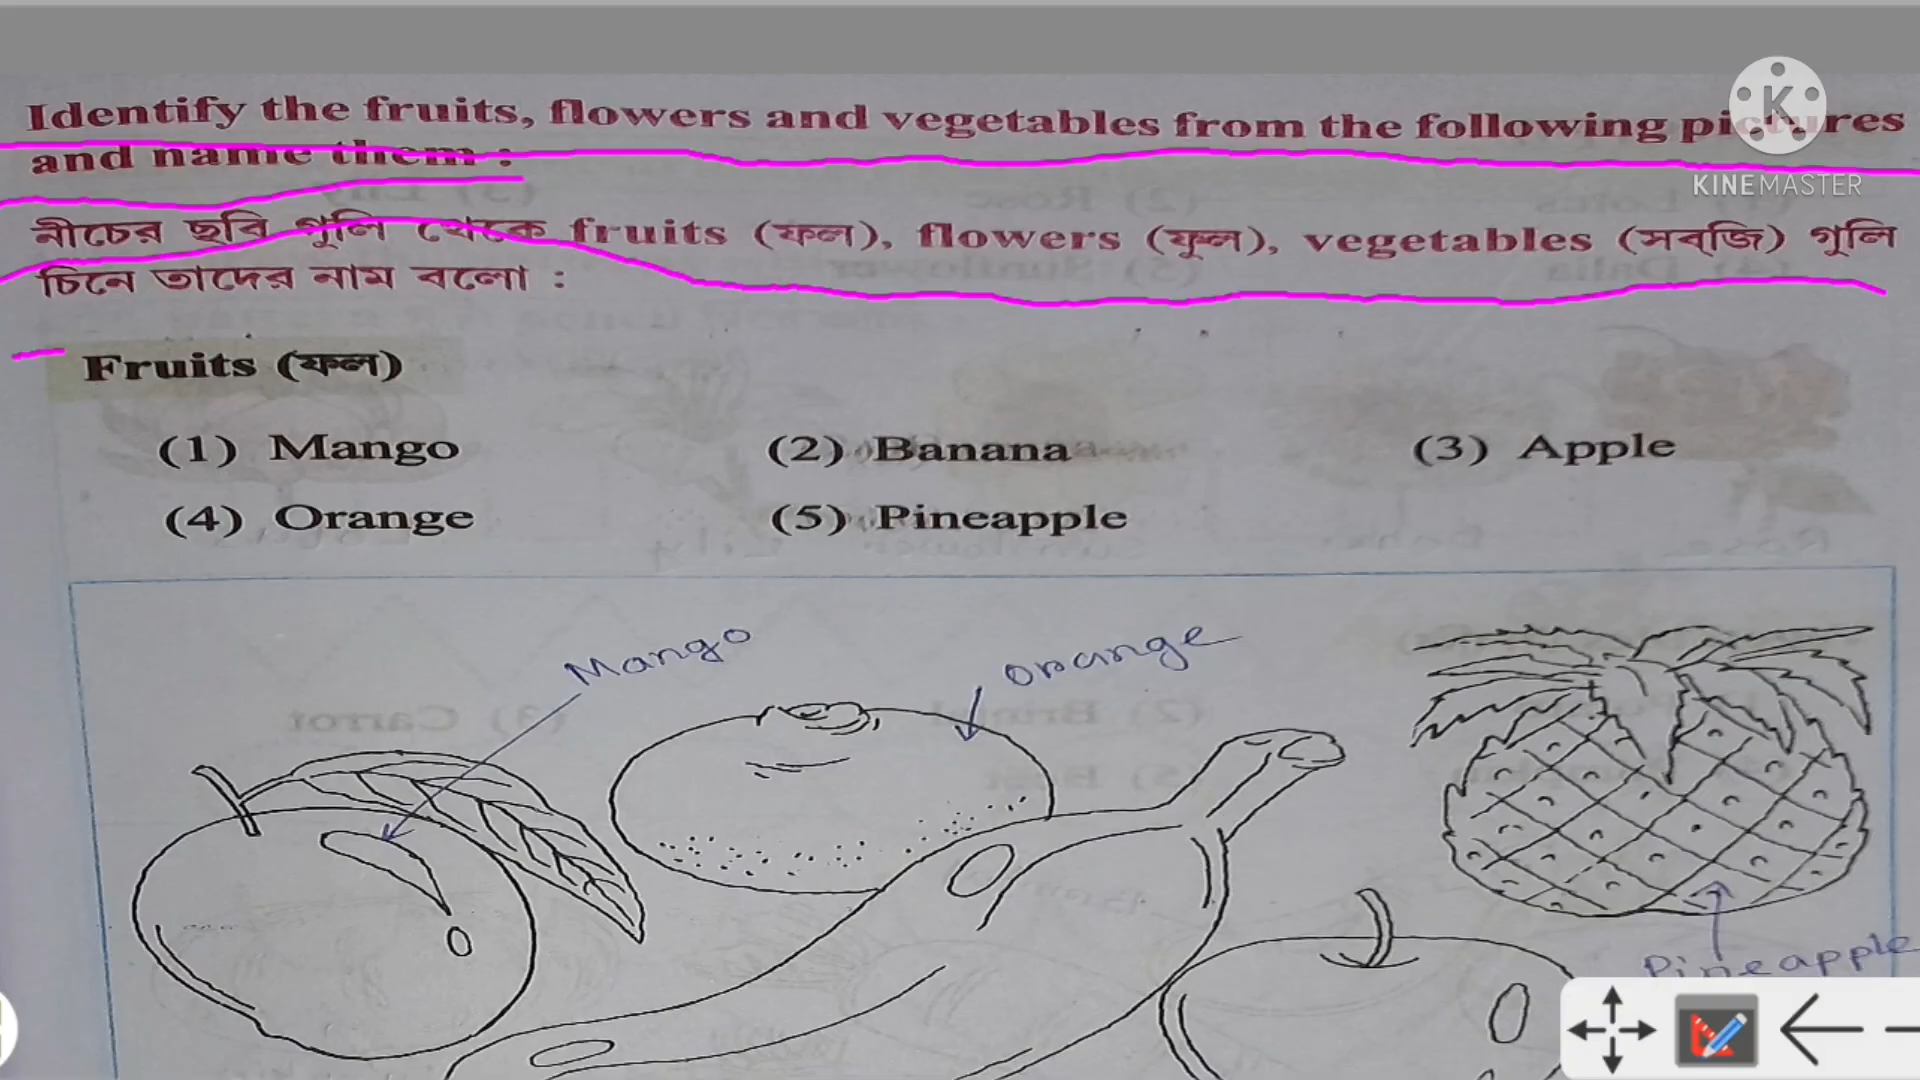 Identify the fruits, flowers and vegetables from the following pictures
and name them :
নীচের ছবি গুলি থেকে fruits (ফল), flowers (ফুল), vegetables (সব্জি) গুলি
চিনে তাদের নাম বলো :
Fruits (ফল)
(1) Mango (2) Banana (3) Apple
(4) Orange (5) Pineapple
Mango
orange
Pineapple
KINEMASTER